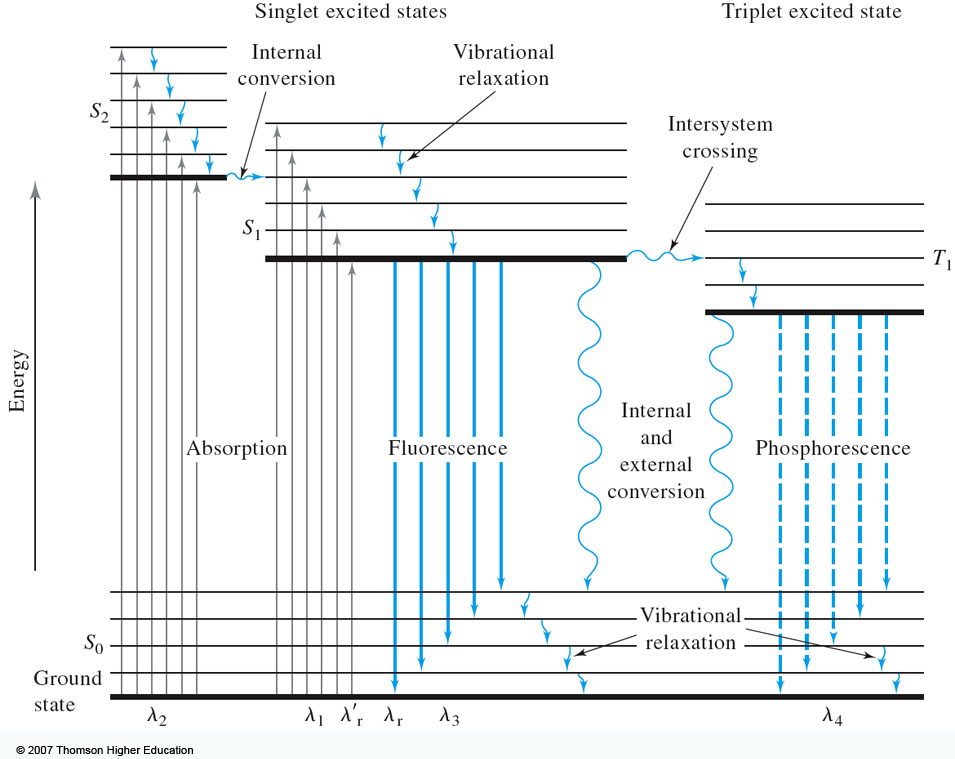 Singlet excited states
Triplet excited state
Internal
conversion
Vibrational
relaxation
S2
Intersystem
crossing
S1
T1
Energy
Absorption
Fluorescence
Internal
and
external
conversion
Phosphorescence
S0
Vibrational
relaxation
Ground
state
λ2
λ1
λ′r
λr
λ3
λ4
© 2007 Thomson Higher Education